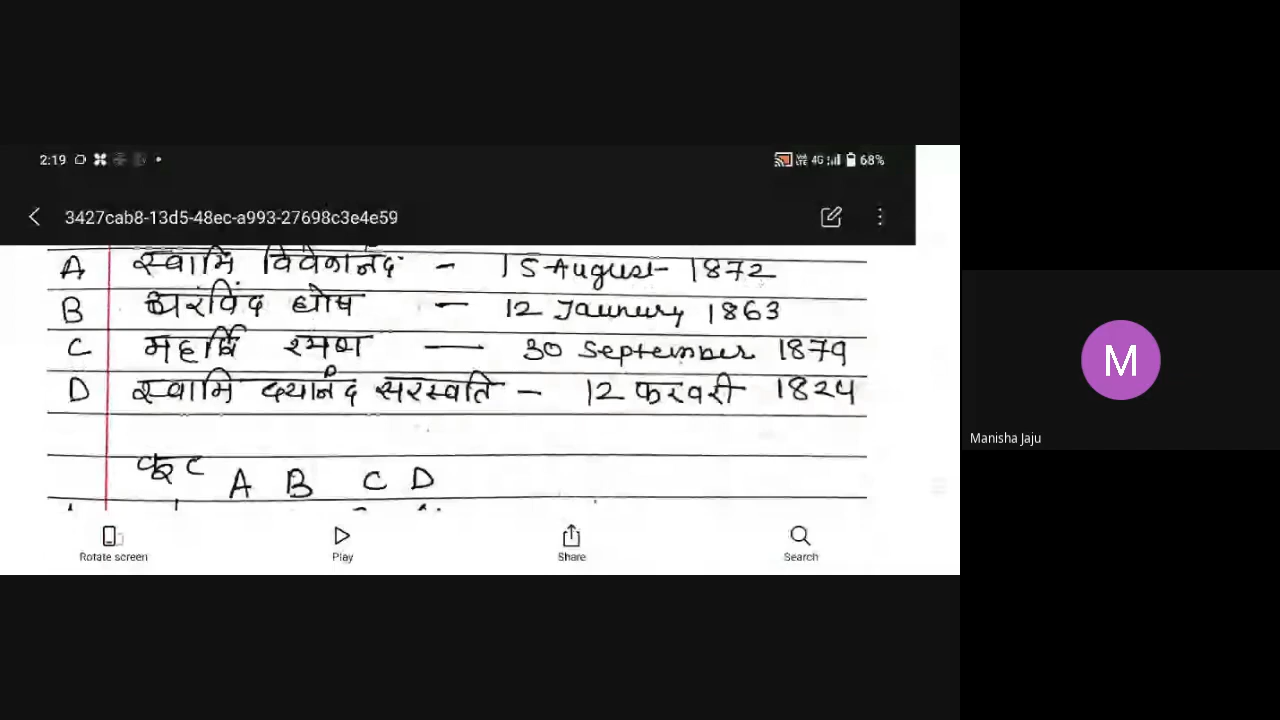 2:19 4G 68%
3427cab8-13d5-48ec-a993-27698c3e4e59
A स्वामि विवेकानंद - 15 August 1872
B अरविंद घोष - 12 Jaunury 1863
C महर्षि रमण - 30 September 1879
D स्वामि दयानंद सरस्वति - 12 फरवरी 1824
कूट A B C D
Rotate screen Play Share Search
M
Manisha Jaju